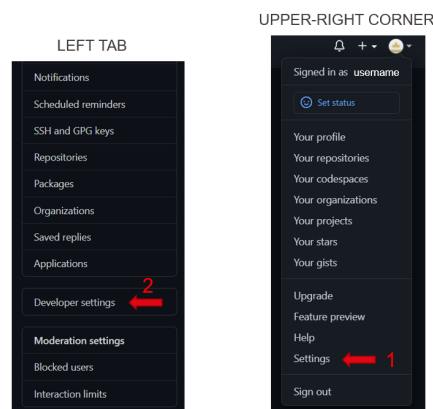 LEFT TAB
Notifications
Scheduled reminders
SSH and GPG keys
Repositories
Packages
Organizations
Saved replies
Applications
Developer settings
2
Moderation settings
Blocked users
Interaction limits
UPPER-RIGHT CORNER
Signed in as username
Set status
Your profile
Your repositories
Your codespaces
Your organizations
Your projects
Your stars
Your gists
Upgrade
Feature preview
Help
Settings
1
Sign out